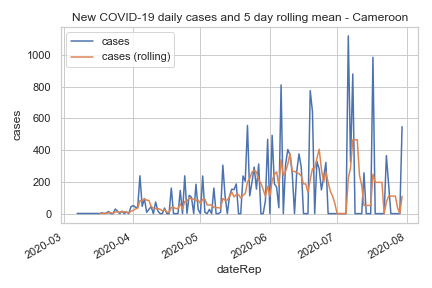 New COVID-19 daily cases and 5 day rolling mean - Cameroon
cases
cases (rolling)
1000
800
600
400
200
0
cases
2020-03
2020-04
2020-05
2020-06
2020-07
2020-08
dateRep